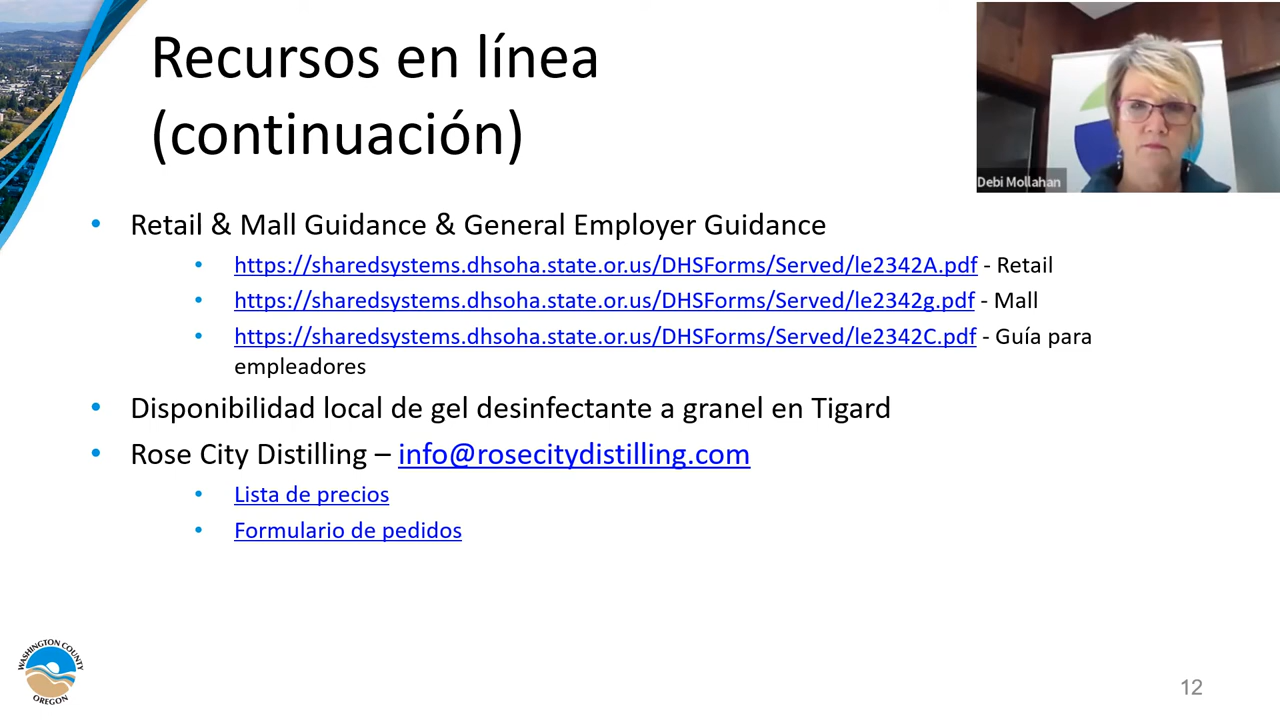 Recursos en línea
(continuación)
Debi Mollahan
• Retail & Mall Guidance & General Employer Guidance
• https://sharedsystems.dhsoha.state.or.us/DHSForms/Served/le2342A.pdf - Retail
• https://sharedsystems.dhsoha.state.or.us/DHSForms/Served/le2342g.pdf - Mall
• https://sharedsystems.dhsoha.state.or.us/DHSForms/Served/le2342C.pdf - Guía para
empleadores
• Disponibilidad local de gel desinfectante a granel en Tigard
• Rose City Distilling – info@rosecitydistilling.com
• Lista de precios
• Formulario de pedidos
WASHINGTON COUNTY
OREGON
12